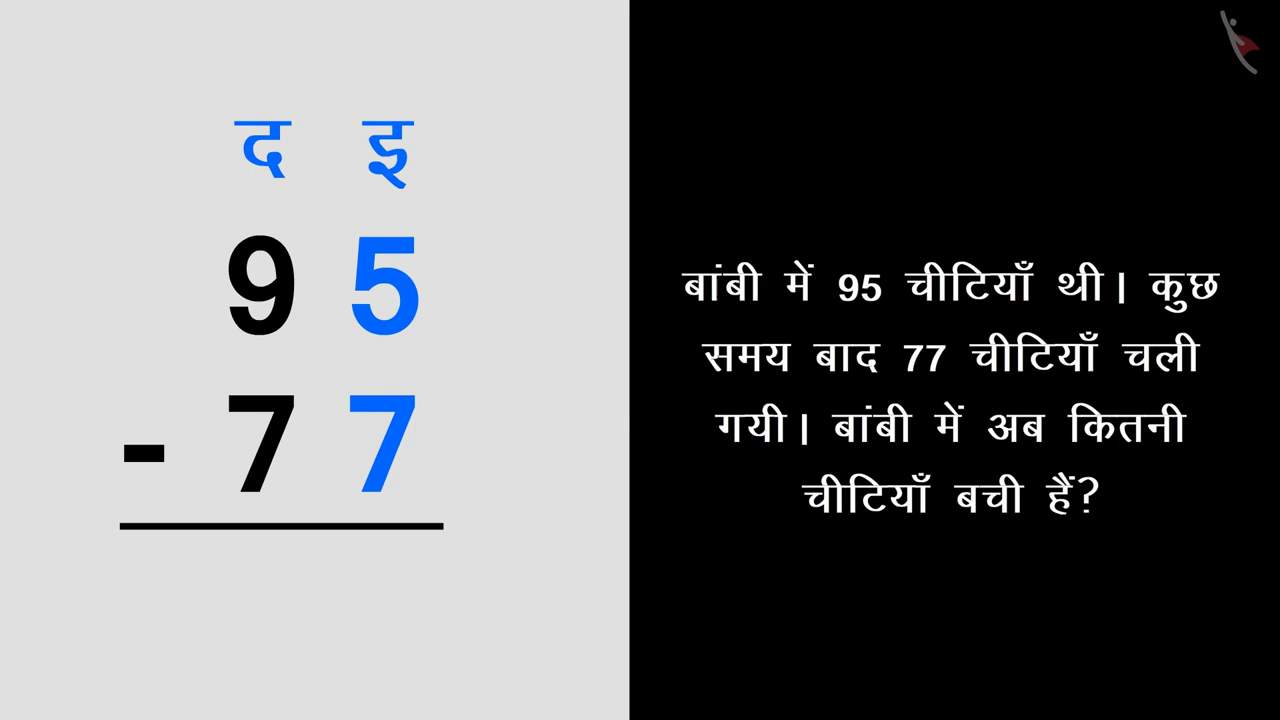 द इ
9 5
- 7 7
बांबी में 95 चीटियाँ थी। कुछ
समय बाद 77 चीटियाँ चली
गयी। बांबी में अब कितनी
चीटियाँ बची हैं?